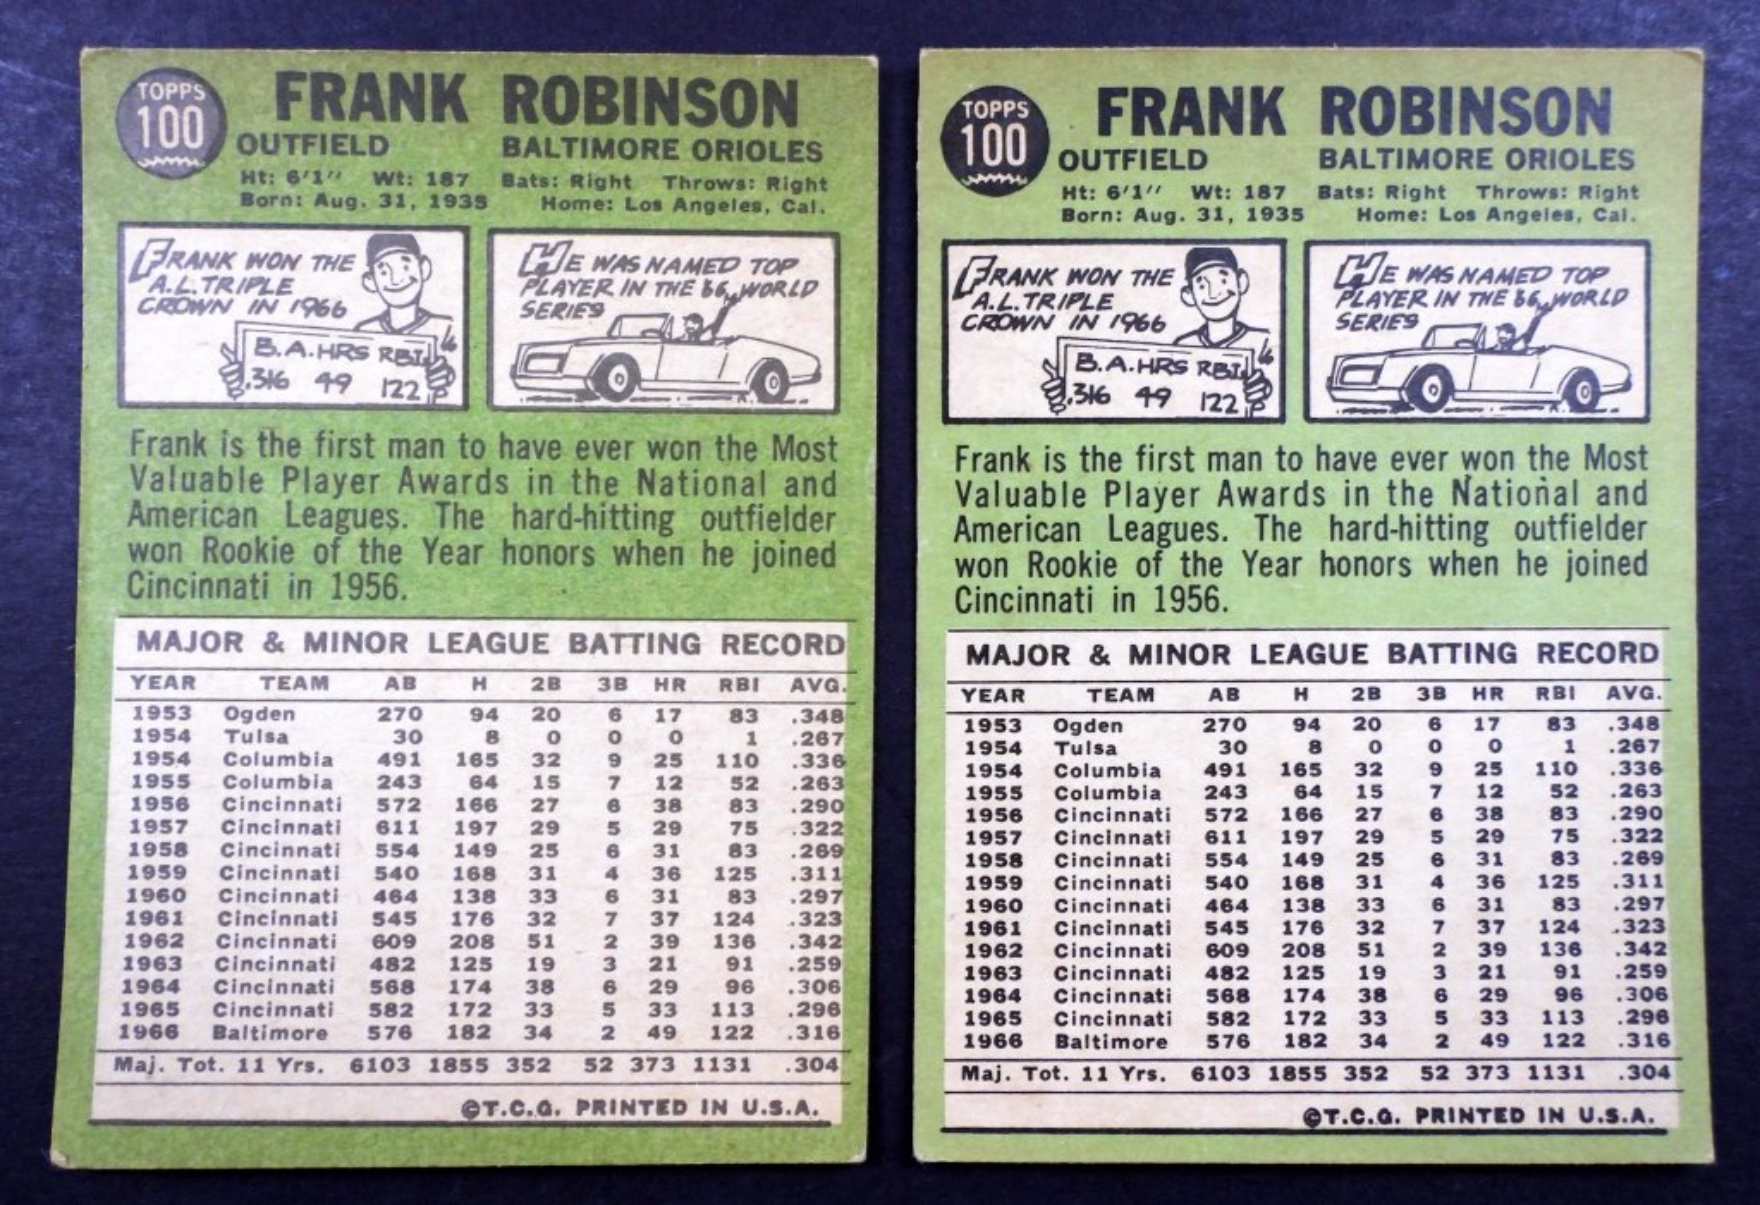 TOPPS
100
FRANK ROBINSON
OUTFIELD BALTIMORE ORIOLES
Ht: 6'1" Wt: 187 Bats: Right Throws: Right
Born: Aug. 31, 1935 Home: Los Angeles, Cal.
FRANK WON THE
A.L. TRIPLE
CROWN IN 1966
B.A. HRS RBI
.316 49 122
HE WAS NAMED TOP
PLAYER IN THE '66 WORLD
SERIES
Frank is the first man to have ever won the Most
Valuable Player Awards in the National and
American Leagues. The hard-hitting outfielder
won Rookie of the Year honors when he joined
Cincinnati in 1956.
MAJOR & MINOR LEAGUE BATTING RECORD
YEAR TEAM AB H 2B 3B HR RBI AVG.
1953 Ogden 270 94 20 6 17 83 .348
1954 Tulsa 30 8 0 0 0 1 .267
1954 Columbia 491 165 32 9 25 110 .336
1955 Columbia 243 64 15 7 12 52 .263
1956 Cincinnati 572 166 27 6 38 83 .290
1957 Cincinnati 611 197 29 5 29 75 .322
1958 Cincinnati 554 149 25 6 31 83 .269
1959 Cincinnati 540 168 31 4 36 125 .311
1960 Cincinnati 464 138 33 6 31 83 .297
1961 Cincinnati 545 176 32 7 37 124 .323
1962 Cincinnati 609 208 51 2 39 136 .342
1963 Cincinnati 482 125 19 3 21 91 .259
1964 Cincinnati 568 174 38 6 29 96 .306
1965 Cincinnati 582 172 33 5 33 113 .296
1966 Baltimore 576 182 34 2 49 122 .316
Maj. Tot. 11 Yrs. 6103 1855 352 52 373 1131 .304
©T.C.G. PRINTED IN U.S.A.
TOPPS
100
FRANK ROBINSON
OUTFIELD BALTIMORE ORIOLES
Ht: 6'1" Wt: 187 Bats: Right Throws: Right
Born: Aug. 31, 1935 Home: Los Angeles, Cal.
FRANK WON THE
A.L. TRIPLE
CROWN IN 1966
B.A. HRS RBI
.316 49 122
HE WAS NAMED TOP
PLAYER IN THE '66 WORLD
SERIES
Frank is the first man to have ever won the Most
Valuable Player Awards in the National and
American Leagues. The hard-hitting outfielder
won Rookie of the Year honors when he joined
Cincinnati in 1956.
MAJOR & MINOR LEAGUE BATTING RECORD
YEAR TEAM AB H 2B 3B HR RBI AVG.
1953 Ogden 270 94 20 6 17 83 .348
1954 Tulsa 30 8 0 0 0 1 .267
1954 Columbia 491 165 32 9 25 110 .336
1955 Columbia 243 64 15 7 12 52 .263
1956 Cincinnati 572 166 27 6 38 83 .290
1957 Cincinnati 611 197 29 5 29 75 .322
1958 Cincinnati 554 149 25 6 31 83 .269
1959 Cincinnati 540 168 31 4 36 125 .311
1960 Cincinnati 464 138 33 6 31 83 .297
1961 Cincinnati 545 176 32 7 37 124 .323
1962 Cincinnati 609 208 51 2 39 136 .342
1963 Cincinnati 482 125 19 3 21 91 .259
1964 Cincinnati 568 174 38 6 29 96 .306
1965 Cincinnati 582 172 33 5 33 113 .296
1966 Baltimore 576 182 34 2 49 122 .316
Maj. Tot. 11 Yrs. 6103 1855 352 52 373 1131 .304
©T.C.G. PRINTED IN U.S.A.